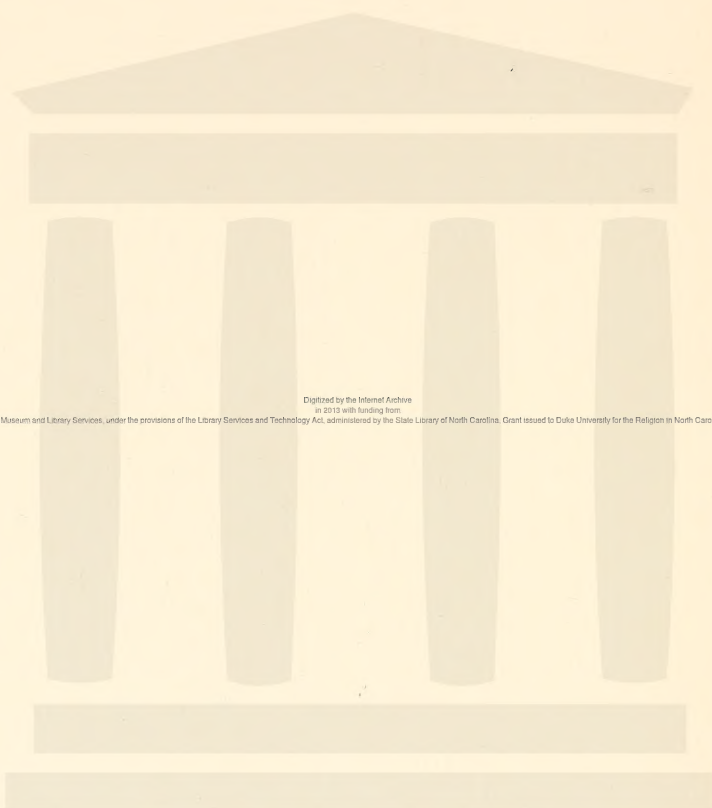 Digitized by the Internet Archive
in 2013 with funding from
Museum and Library Services, under the provisions of the Library Services and Technology Act, administered by the State Library of North Carolina. Grant issued to Duke University for the Religion in North Caro